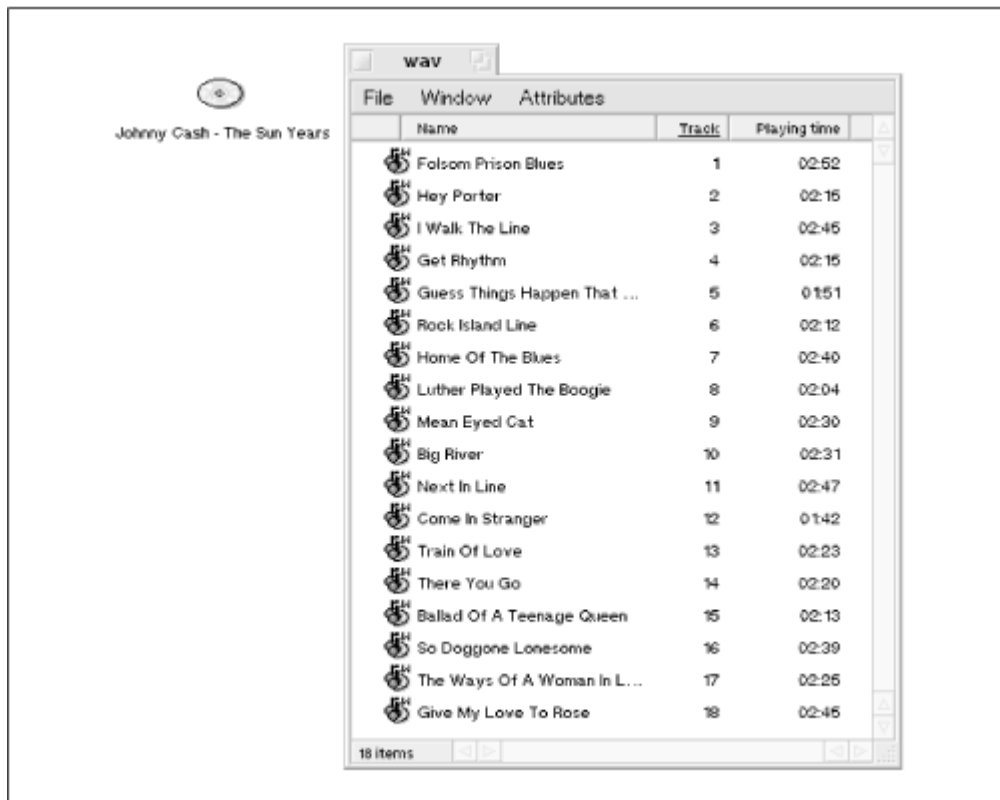 wav
File Window Attributes
Johnny Cash - The Sun Years
Name Track Playing time
Folsom Prison Blues 1 02:52
Hey Porter 2 02:15
I Walk The Line 3 02:45
Get Rhythm 4 02:15
Guess Things Happen That ... 5 01:51
Rock Island Line 6 02:12
Home Of The Blues 7 02:40
Luther Played The Boogie 8 02:04
Mean Eyed Cat 9 02:30
Big River 10 02:31
Next In Line 11 02:47
Come In Stranger 12 01:42
Train Of Love 13 02:23
There You Go 14 02:20
Ballad Of A Teenage Queen 15 02:13
So Doggone Lonesome 16 02:39
The Ways Of A Woman In L... 17 02:25
Give My Love To Rose 18 02:45
18 items